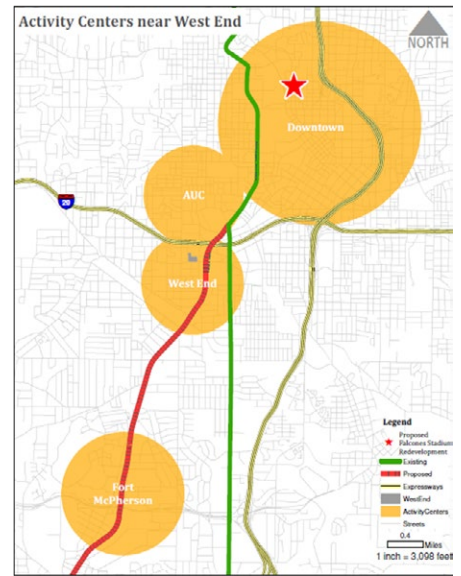 Activity Centers near West End
NORTH
Downtown
AUC
20
West End
Fort
McPherson
Legend
Proposed
Falcones Stadium
Redevelopment
Existing
Proposed
Expressways
WestEnd
ActivityCenters
Streets
0.4
Miles
1 inch = 3,098 feet